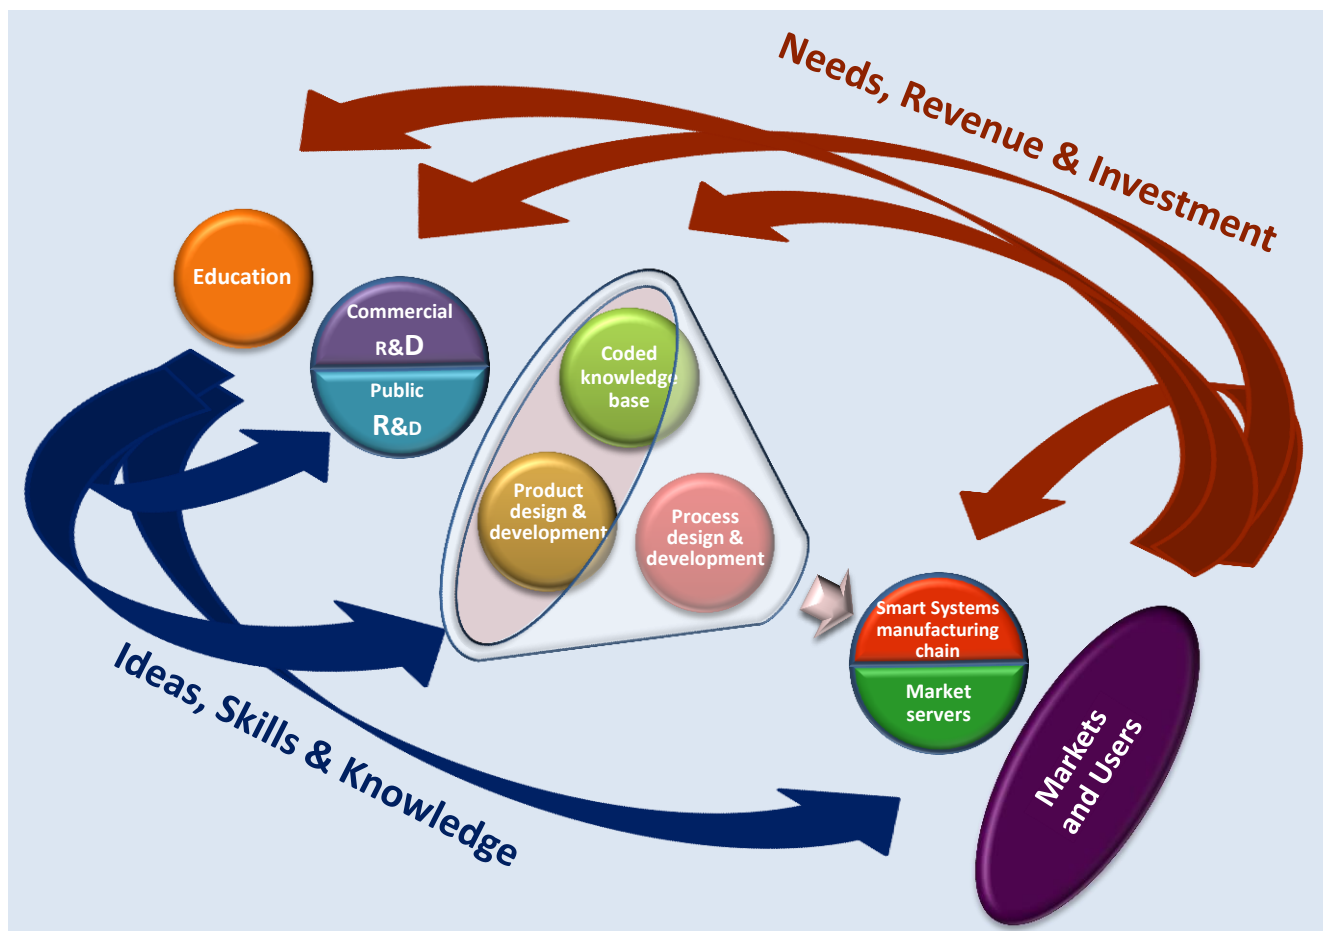 Needs, Revenue & Investment
Education
Commercial
R&D
Public
R&D
Coded
knowledge
base
Product
design &
development
Process
design &
development
Smart Systems
manufacturing
chain
Market
servers
Markets
and Users
Ideas, Skills & Knowledge